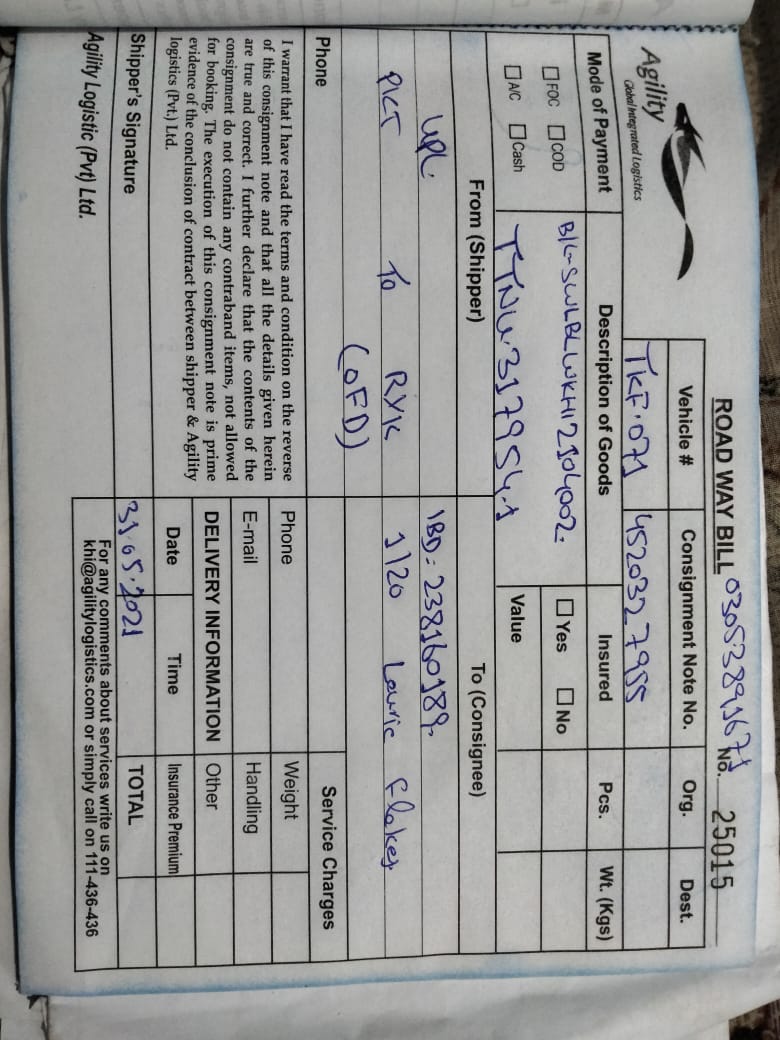 ROAD WAY BILL 03053891671 No. 25015
Agility
Global Integrated Logistics
Vehicle # Consignment Note No. Org. Dest.
TKF.071 4520327955
Mode of Payment Description of Goods Insured Pcs. Wt. (Kgs)
FOC COD B/L-SWLBLWKHI2104002. Yes No
A/C Cash TTNU.317954.1 Value
From (Shipper) To (Consignee)
UPL. IBD: 238160189.
PICT To RYK 1/20 Lauric Flakes
(OFD)
Phone Service Charges
I warrant that I have read the terms and condition on the reverse
of this consignment note and that all the details given herein
are true and correct. I further declare that the contents of the
consignment do not contain any contraband items, not allowed
for booking. The execution of this consignment note is prime
evidence of the conclusion of contract between shipper & Agility
logistics (Pvt.) Ltd.
Phone Weight
E-mail Handling
DELIVERY INFORMATION Other
Date Time Insurance Premium
Shipper's Signature 31.05.2021 TOTAL
Agility Logistic (Pvt) Ltd.
For any comments about services write us on
khi@agilitylogistics.com or simply call on 111-436-436